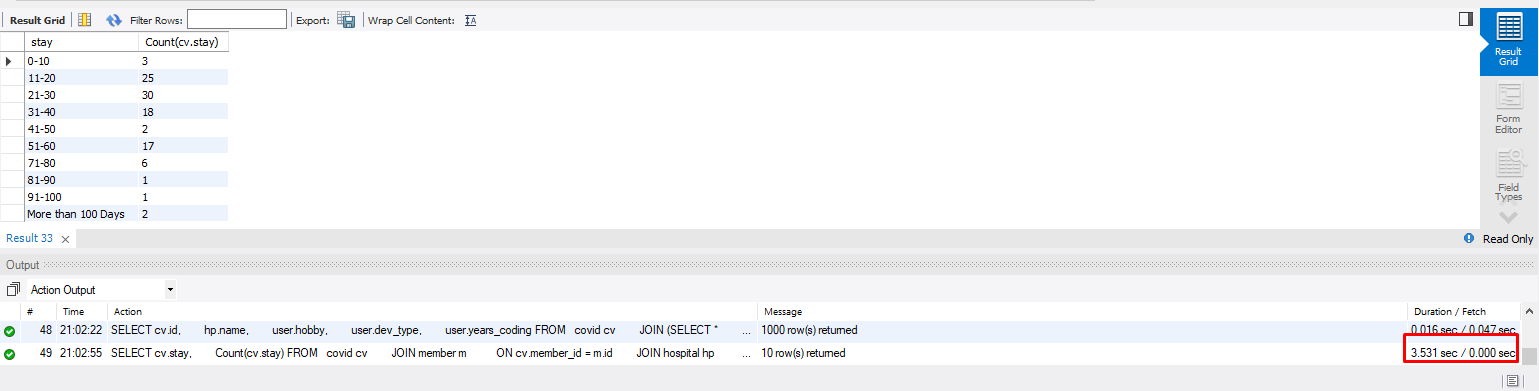 Result Grid Filter Rows: Export: Wrap Cell Content: IA
stay Count(cv.stay)
0-10 3
11-20 25
21-30 30
31-40 18
41-50 2
51-60 17
71-80 6
81-90 1
91-100 1
More than 100 Days 2
Result
Grid
Form
Editor
Field
Types
Result 33 Read Only
Output
Action Output
# Time Action Message Duration / Fetch
48 21:02:22 SELECT cv.id, hp.name, user.hobby, user.dev_type, user.years_coding FROM covid cv JOIN (SELECT * ... 1000 row(s) returned 0.016 sec / 0.047 sec
49 21:02:55 SELECT cv.stay, Count(cv.stay) FROM covid cv JOIN member m ON cv.member_id = m.id JOIN hospital hp ... 10 row(s) returned 3.531 sec / 0.000 sec